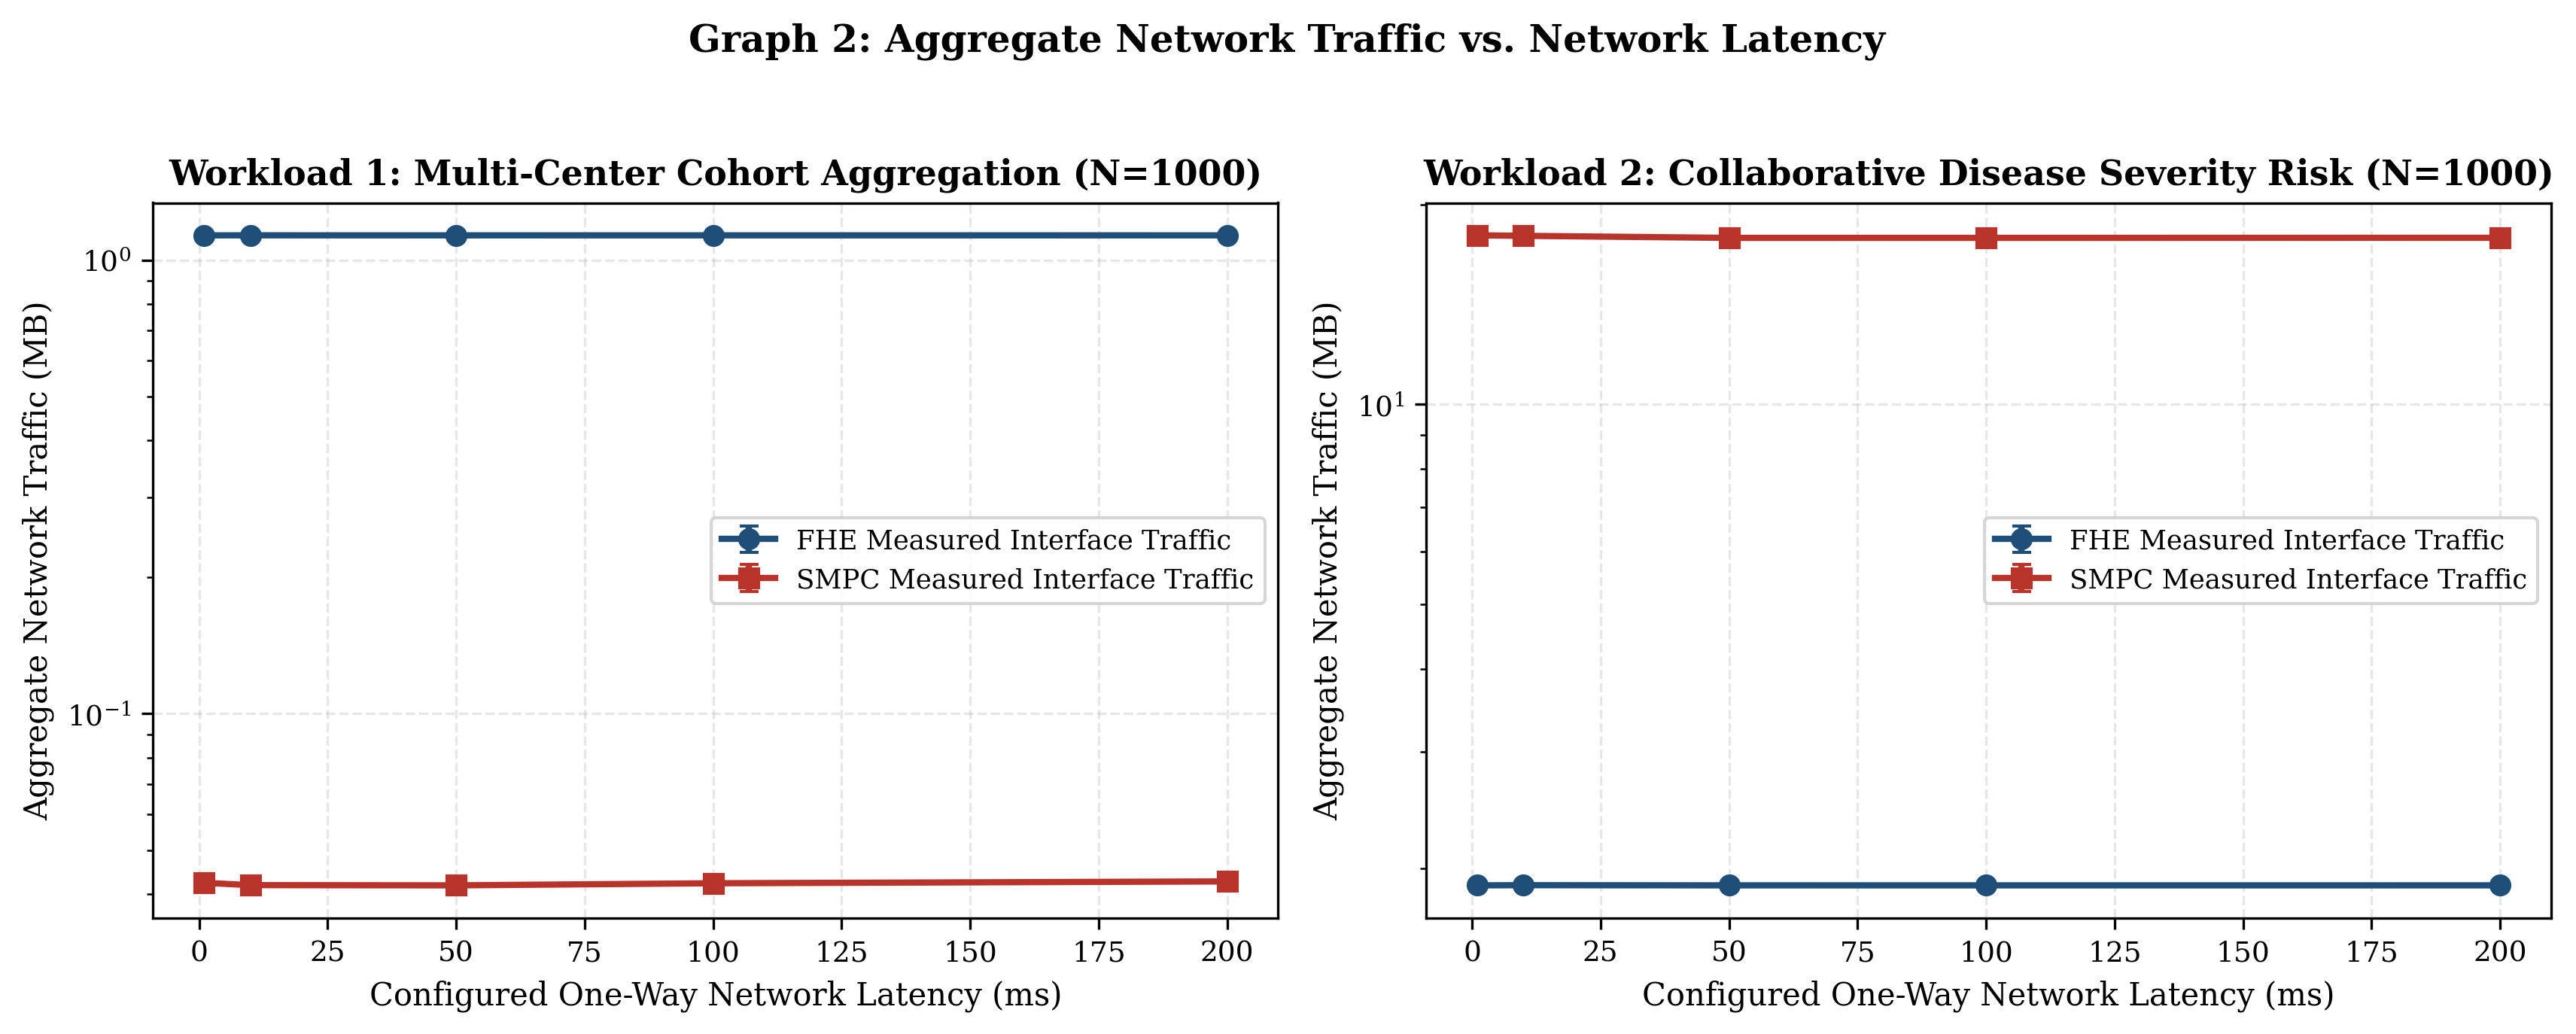 Graph 2: Aggregate Network Traffic vs. Network Latency
Workload 1: Multi-Center Cohort Aggregation (N=1000)
Aggregate Network Traffic (MB)
10⁰
10⁻¹
FHE Measured Interface Traffic
SMPC Measured Interface Traffic
0 25 50 75 100 125 150 175 200
Configured One-Way Network Latency (ms)
Workload 2: Collaborative Disease Severity Risk (N=1000)
Aggregate Network Traffic (MB)
10¹
FHE Measured Interface Traffic
SMPC Measured Interface Traffic
0 25 50 75 100 125 150 175 200
Configured One-Way Network Latency (ms)